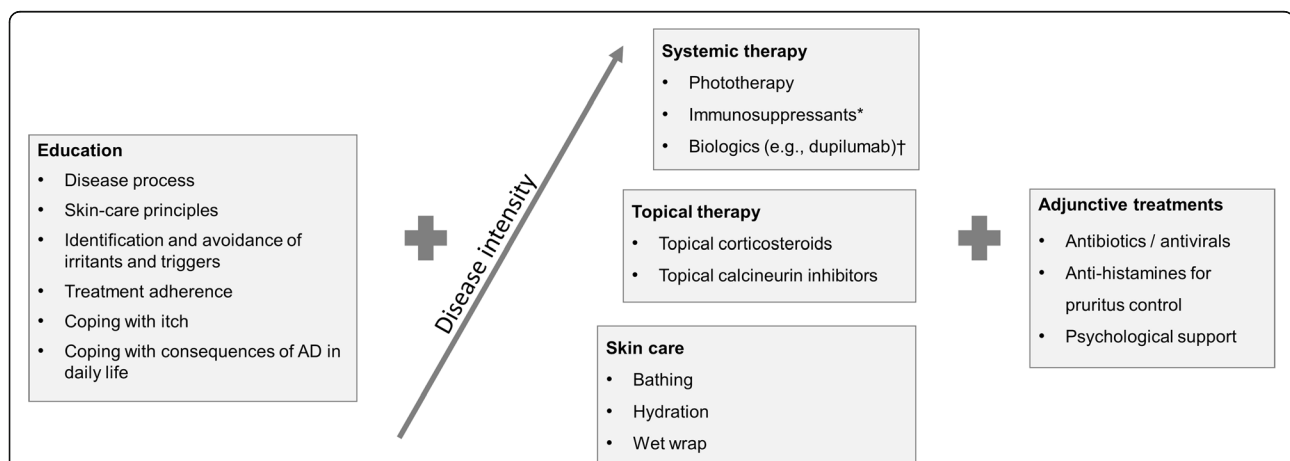 Education
• Disease process
• Skin-care principles
• Identification and avoidance of
irritants and triggers
• Treatment adherence
• Coping with itch
• Coping with consequences of AD in
daily life
Disease intensity
Systemic therapy
• Phototherapy
• Immunosuppressants*
• Biologics (e.g., dupilumab)†
Topical therapy
• Topical corticosteroids
• Topical calcineurin inhibitors
Skin care
• Bathing
• Hydration
• Wet wrap
Adjunctive treatments
• Antibiotics / antivirals
• Anti-histamines for
pruritus control
• Psychological support